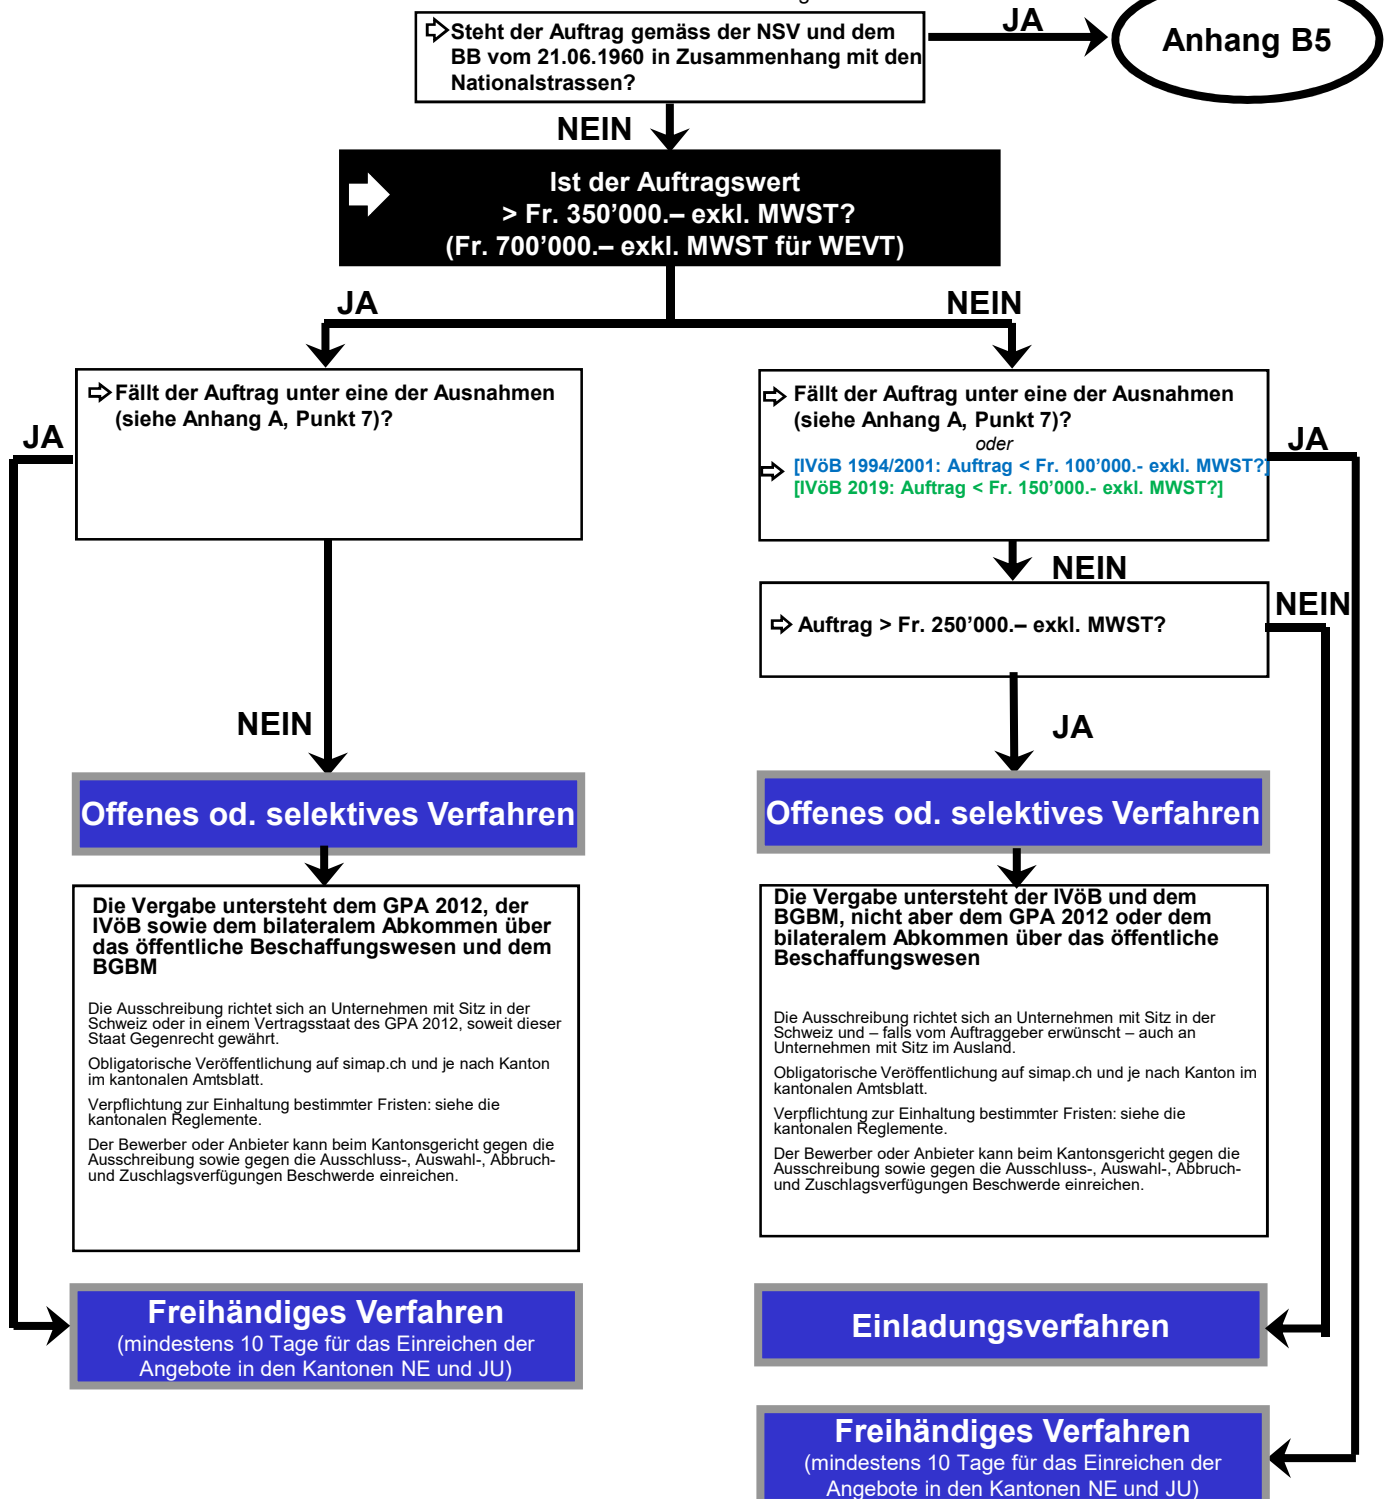 JA
Anhang B5
Steht der Auftrag gemäss der NSV und dem
BB vom 21.06.1960 in Zusammenhang mit den
Nationalstrassen?
NEIN
Ist der Auftragswert
> Fr. 350’000.– exkl. MWST?
(Fr. 700’000.– exkl. MWST für WEVT)
JA
NEIN
Fällt der Auftrag unter eine der Ausnahmen
(siehe Anhang A, Punkt 7)?
JA
Fällt der Auftrag unter eine der Ausnahmen
(siehe Anhang A, Punkt 7)?
oder
[IVöB 1994/2001: Auftrag < Fr. 100’000.- exkl. MWST?]
[IVöB 2019: Auftrag < Fr. 150’000.- exkl. MWST?]
JA
NEIN
Auftrag > Fr. 250’000.– exkl. MWST?
NEIN
NEIN
JA
Offenes od. selektives Verfahren
Offenes od. selektives Verfahren
Die Vergabe untersteht dem GPA 2012, der
IVöB sowie dem bilateralem Abkommen über
das öffentliche Beschaffungswesen und dem
BGBM
Die Ausschreibung richtet sich an Unternehmen mit Sitz in der
Schweiz oder in einem Vertragsstaat des GPA 2012, soweit dieser
Staat Gegenrecht gewährt.
Obligatorische Veröffentlichung auf simap.ch und je nach Kanton
im kantonalen Amtsblatt.
Verpflichtung zur Einhaltung bestimmter Fristen: siehe die
kantonalen Reglemente.
Der Bewerber oder Anbieter kann beim Kantonsgericht gegen die
Ausschreibung sowie gegen die Ausschluss-, Auswahl-, Abbruch-
und Zuschlagsverfügungen Beschwerde einreichen.
Die Vergabe untersteht der IVöB und dem
BGBM, nicht aber dem GPA 2012 oder dem
bilateralem Abkommen über das öffentliche
Beschaffungswesen
Die Ausschreibung richtet sich an Unternehmen mit Sitz in der
Schweiz und – falls vom Auftraggeber erwünscht – auch an
Unternehmen mit Sitz im Ausland.
Obligatorische Veröffentlichung auf simap.ch und je nach Kanton im
kantonalen Amtsblatt.
Verpflichtung zur Einhaltung bestimmter Fristen: siehe die
kantonalen Reglemente.
Der Bewerber oder Anbieter kann beim Kantonsgericht gegen die
Ausschreibung sowie gegen die Ausschluss-, Auswahl-, Abbruch-
und Zuschlagsverfügungen Beschwerde einreichen.
Freihändiges Verfahren
(mindestens 10 Tage für das Einreichen der
Angebote in den Kantonen NE und JU)
Einladungsverfahren
Freihändiges Verfahren
(mindestens 10 Tage für das Einreichen der
Angebote in den Kantonen NE und JU)